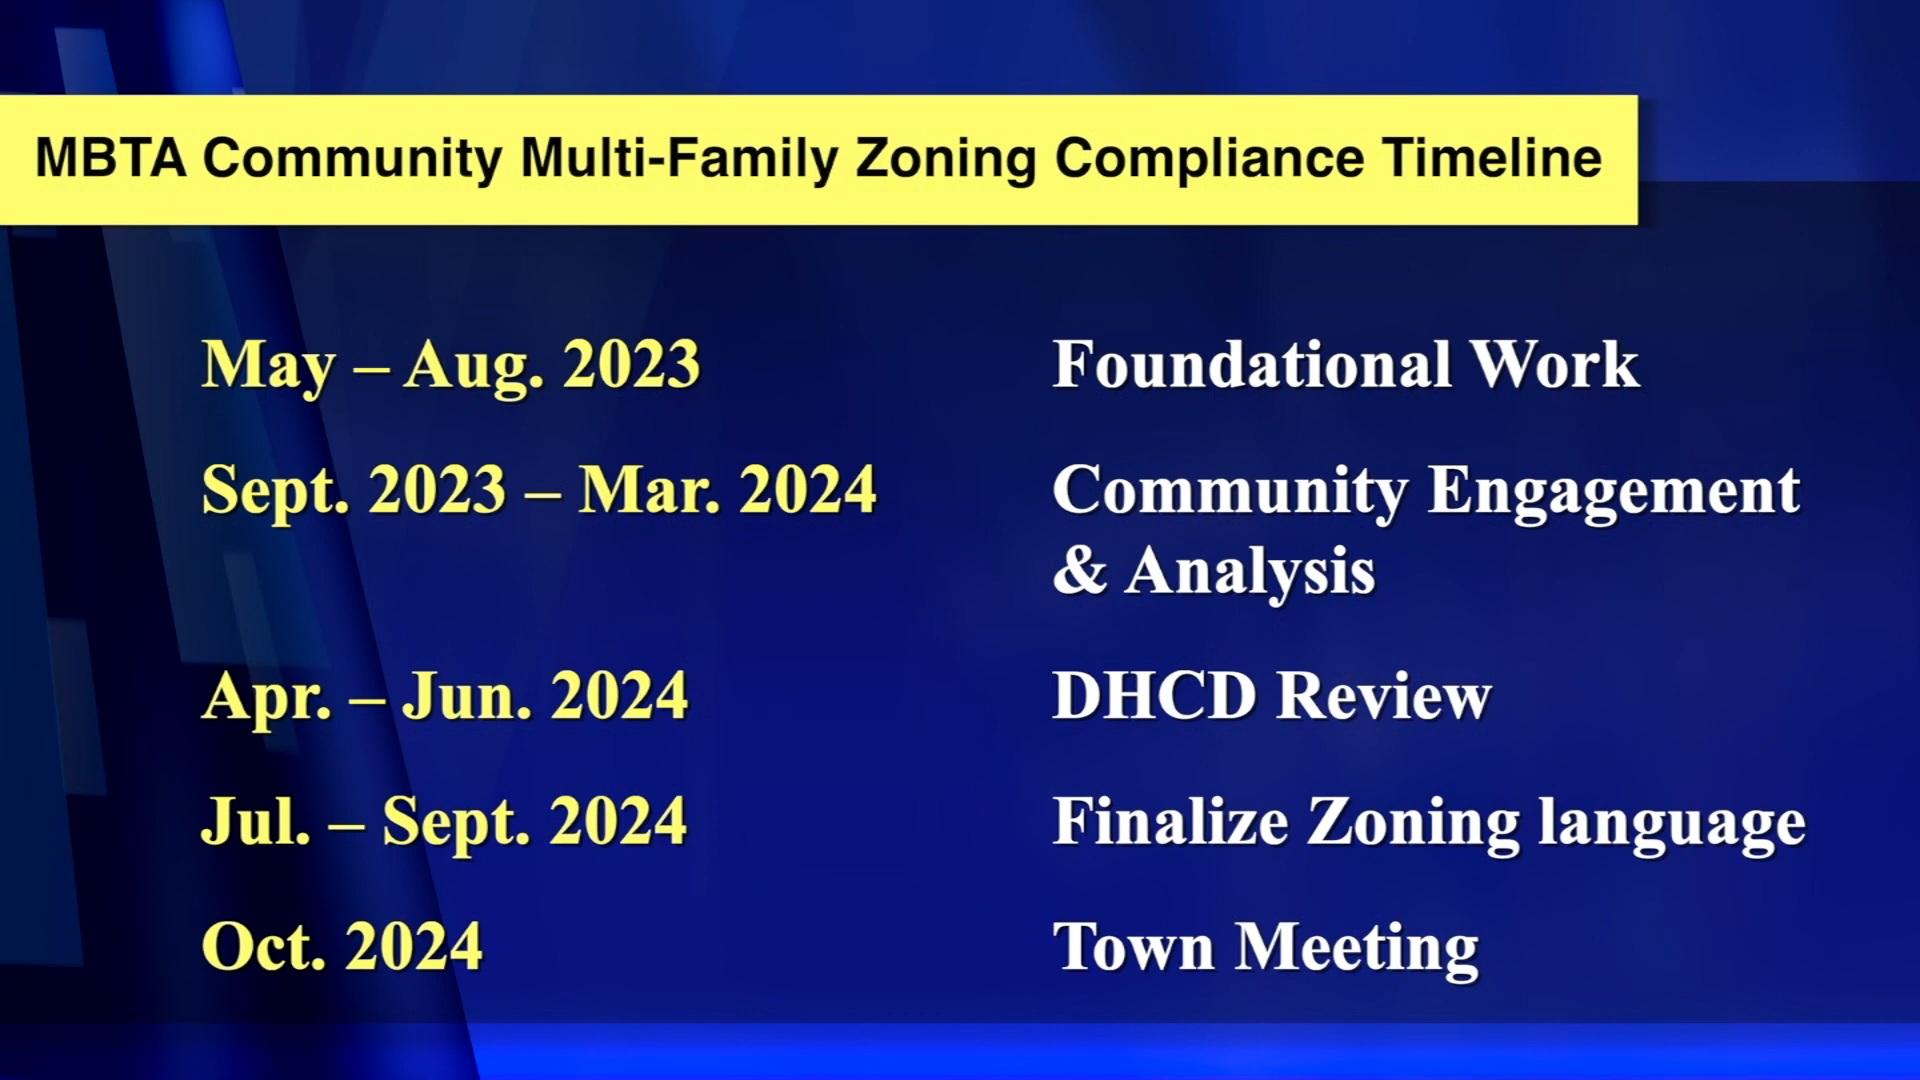 MBTA Community Multi-Family Zoning Compliance Timeline
May – Aug. 2023 Foundational Work
Sept. 2023 – Mar. 2024 Community Engagement
& Analysis
Apr. – Jun. 2024 DHCD Review
Jul. – Sept. 2024 Finalize Zoning language
Oct. 2024 Town Meeting